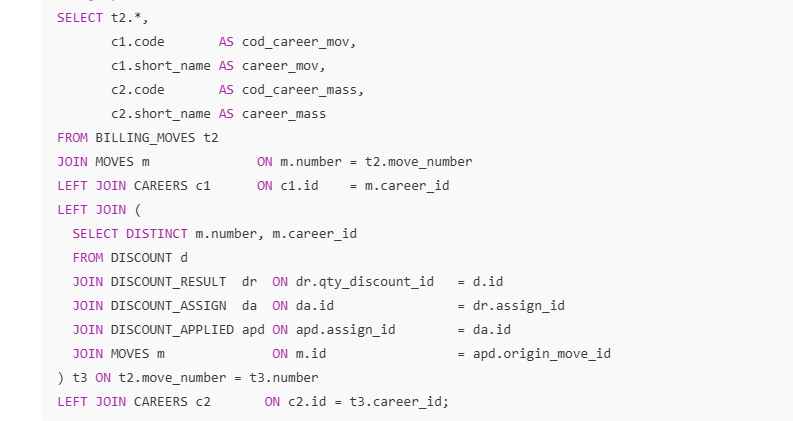 SELECT t2.*,
       c1.code       AS cod_career_mov,
       c1.short_name AS career_mov,
       c2.code       AS cod_career_mass,
       c2.short_name AS career_mass
FROM BILLING_MOVES t2
JOIN MOVES m              ON m.number = t2.move_number
LEFT JOIN CAREERS c1      ON c1.id    = m.career_id
LEFT JOIN (
  SELECT DISTINCT m.number, m.career_id
  FROM DISCOUNT d
  JOIN DISCOUNT_RESULT  dr  ON dr.qty_discount_id   = d.id
  JOIN DISCOUNT_ASSIGN  da  ON da.id                = dr.assign_id
  JOIN DISCOUNT_APPLIED apd ON apd.assign_id        = da.id
  JOIN MOVES m              ON m.id                 = apd.origin_move_id
) t3 ON t2.move_number = t3.number
LEFT JOIN CAREERS c2       ON c2.id = t3.career_id;